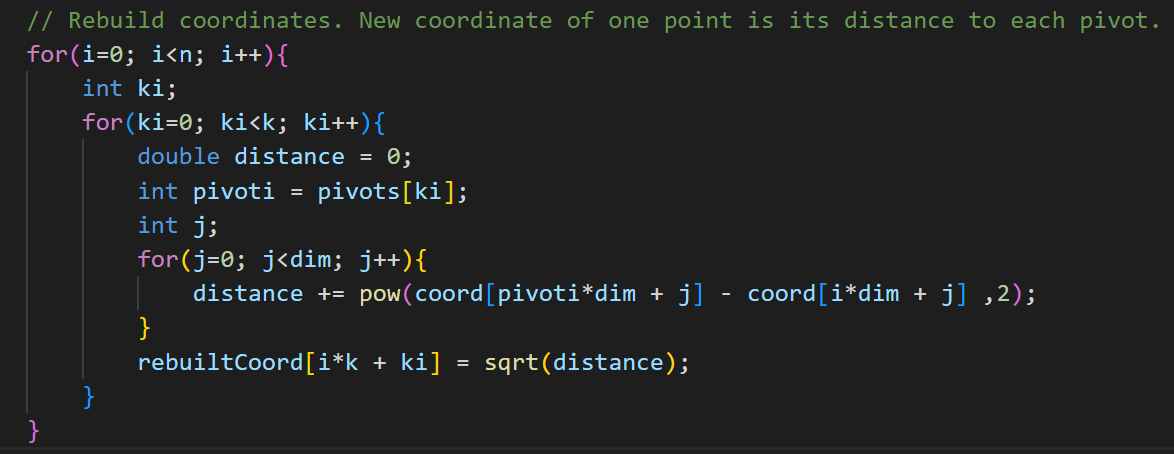 // Rebuild coordinates. New coordinate of one point is its distance to each pivot.
for(i=0; i<n; i++){
    int ki;
    for(ki=0; ki<k; ki++){
        double distance = 0;
        int pivoti = pivots[ki];
        int j;
        for(j=0; j<dim; j++){
            distance += pow(coord[pivoti*dim + j] - coord[i*dim + j] ,2);
        }
        rebuiltCoord[i*k + ki] = sqrt(distance);
    }
}